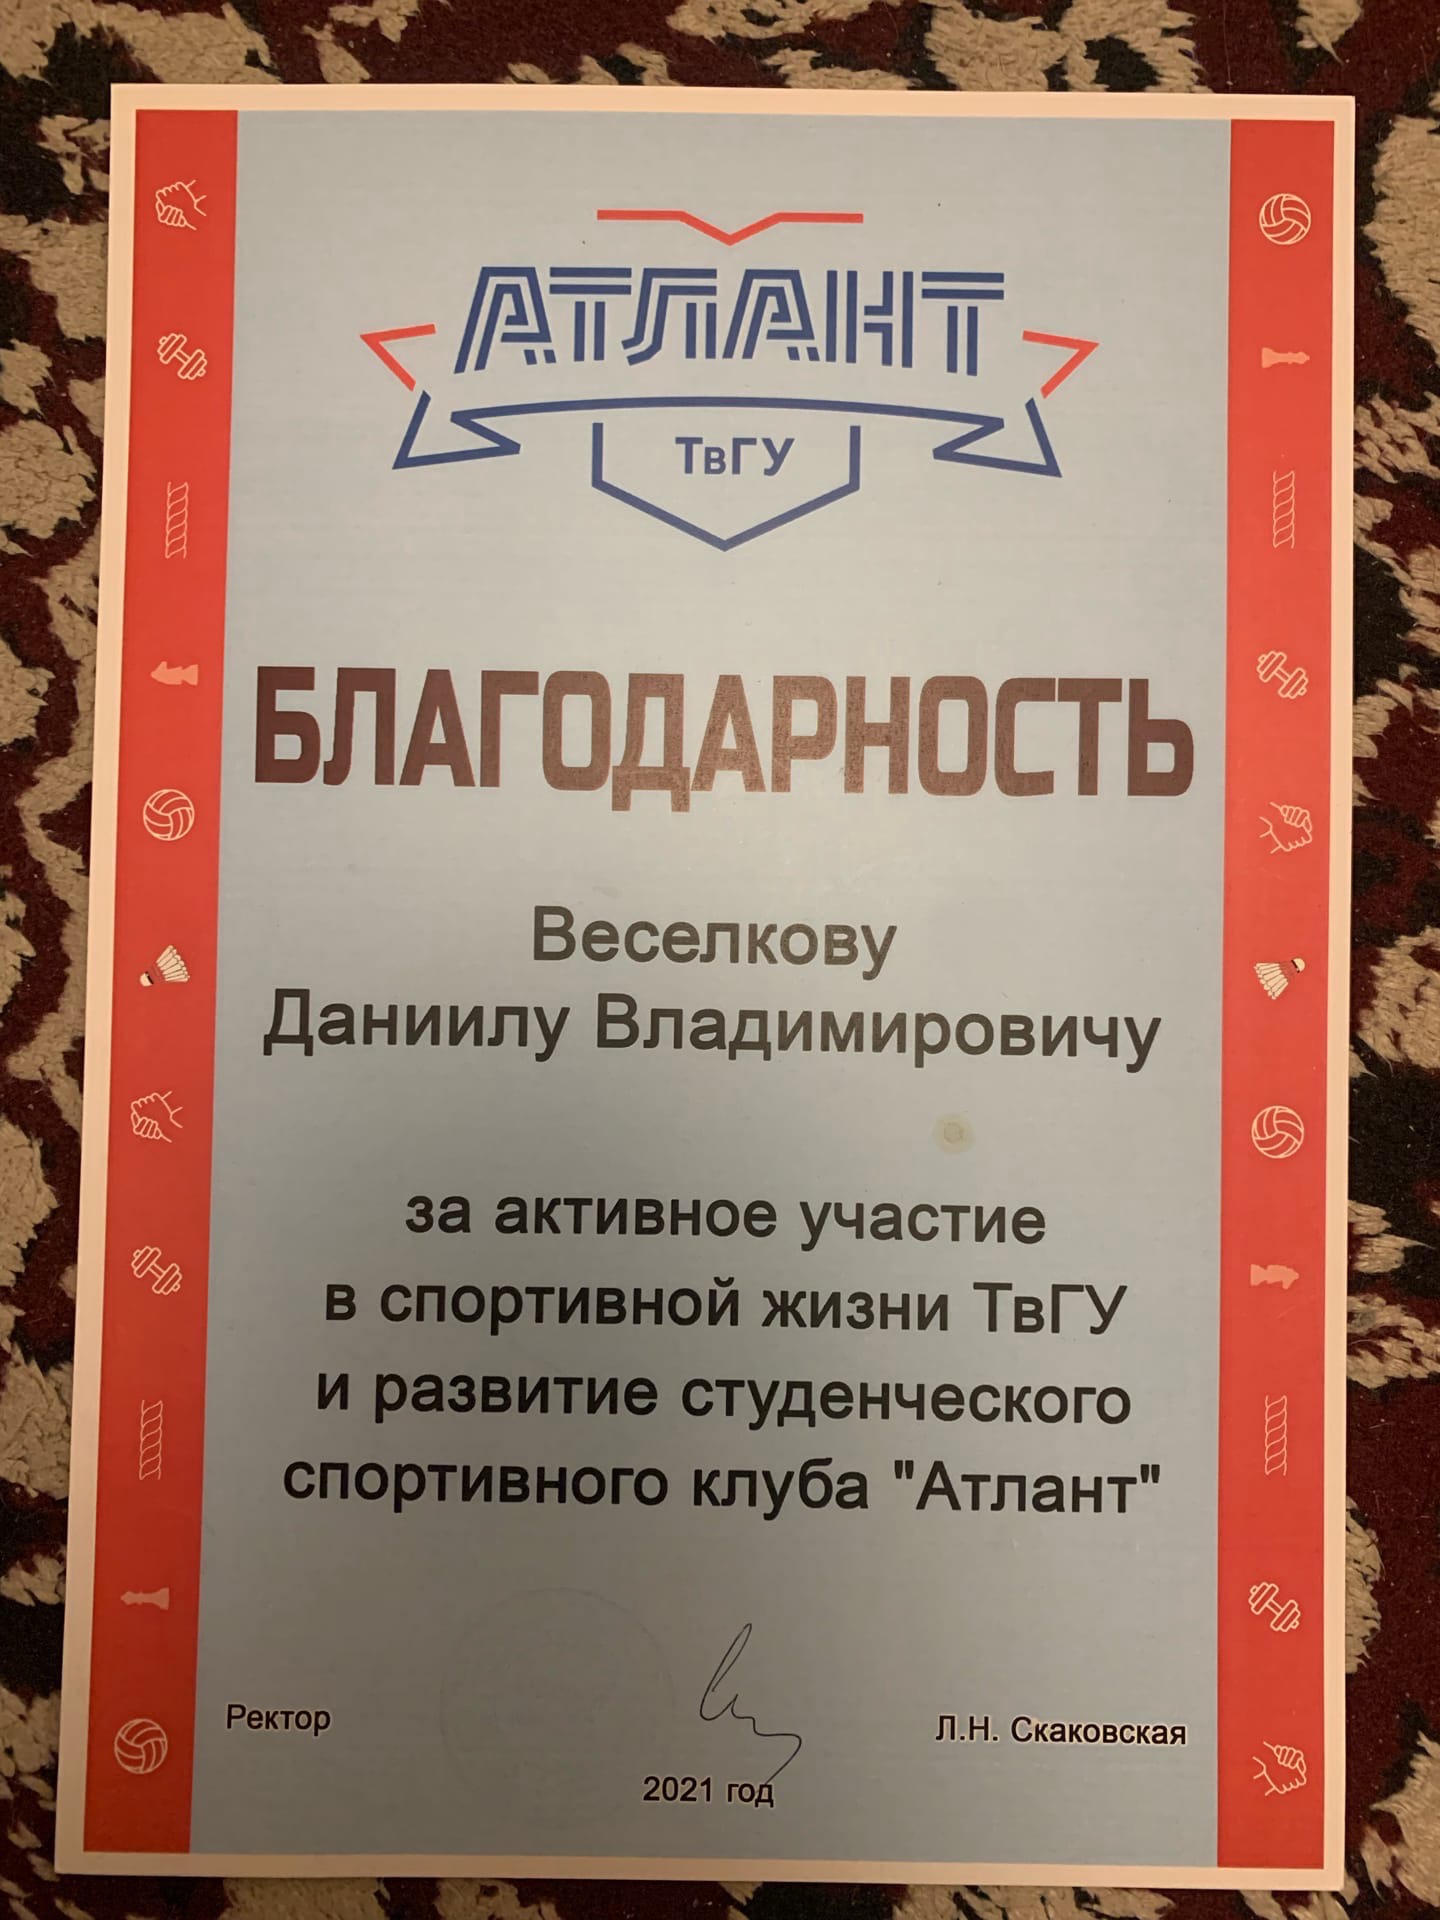 АТЛАНТ
ТвГУ
БЛАГОДАРНОСТЬ
Веселкову
Даниилу Владимировичу
за активное участие
в спортивной жизни ТвГУ
и развитие студенческого
спортивного клуба "Атлант"
Ректор
Л.Н. Скаковская
2021 год